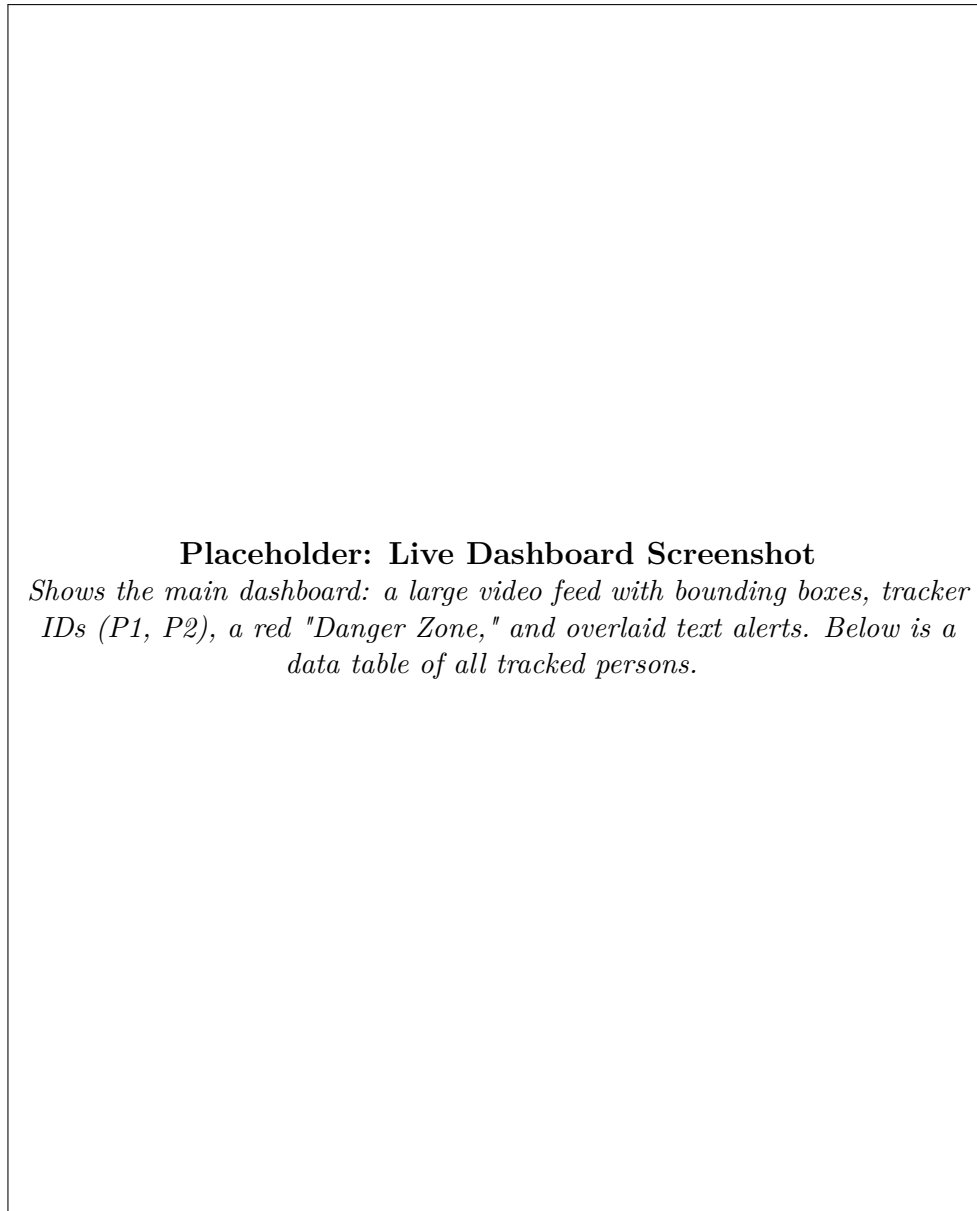 Placeholder: Live Dashboard Screenshot
Shows the main dashboard: a large video feed with bounding boxes, tracker
IDs (P1, P2), a red "Danger Zone," and overlaid text alerts. Below is a
data table of all tracked persons.